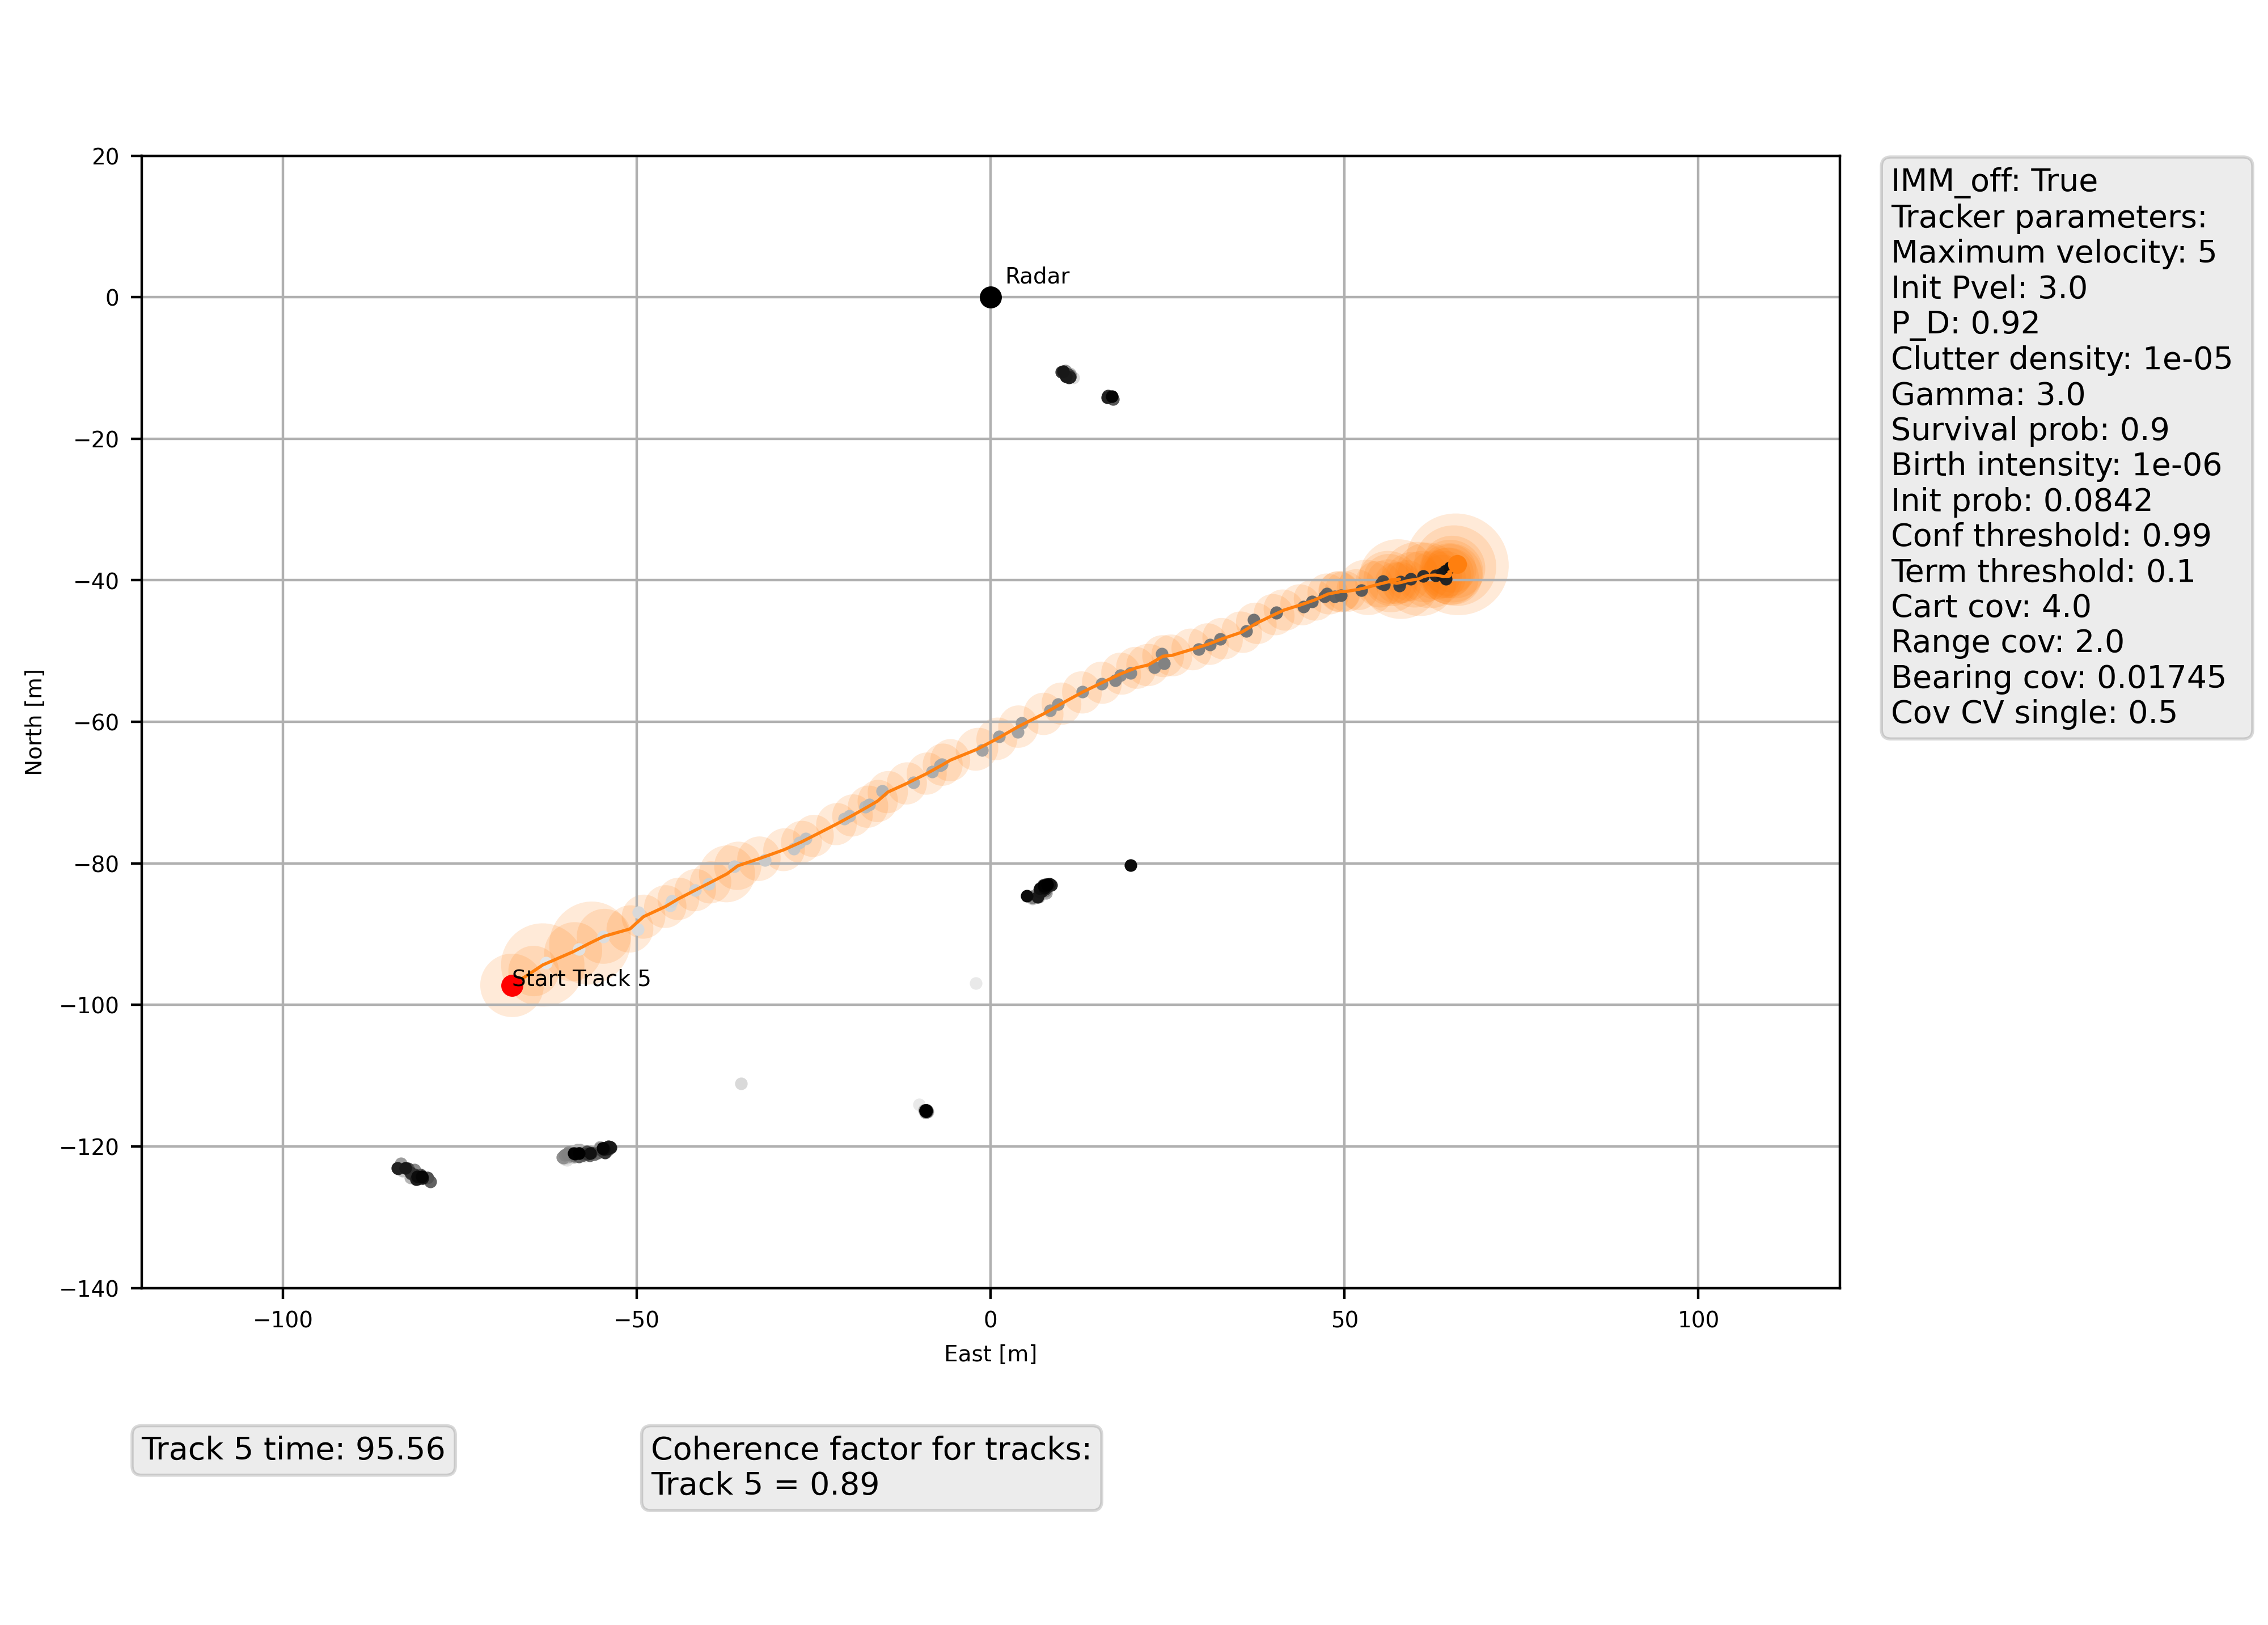 20
0
−20
−40
−60
−80
−100
−120
−140
North [m]
Radar
Start Track 5
−100
−50
0
50
100
East [m]
IMM_off: True
Tracker parameters:
Maximum velocity: 5
Init Pvel: 3.0
P_D: 0.92
Clutter density: 1e-05
Gamma: 3.0
Survival prob: 0.9
Birth intensity: 1e-06
Init prob: 0.0842
Conf threshold: 0.99
Term threshold: 0.1
Cart cov: 4.0
Range cov: 2.0
Bearing cov: 0.01745
Cov CV single: 0.5
Track 5 time: 95.56
Coherence factor for tracks:
Track 5 = 0.89